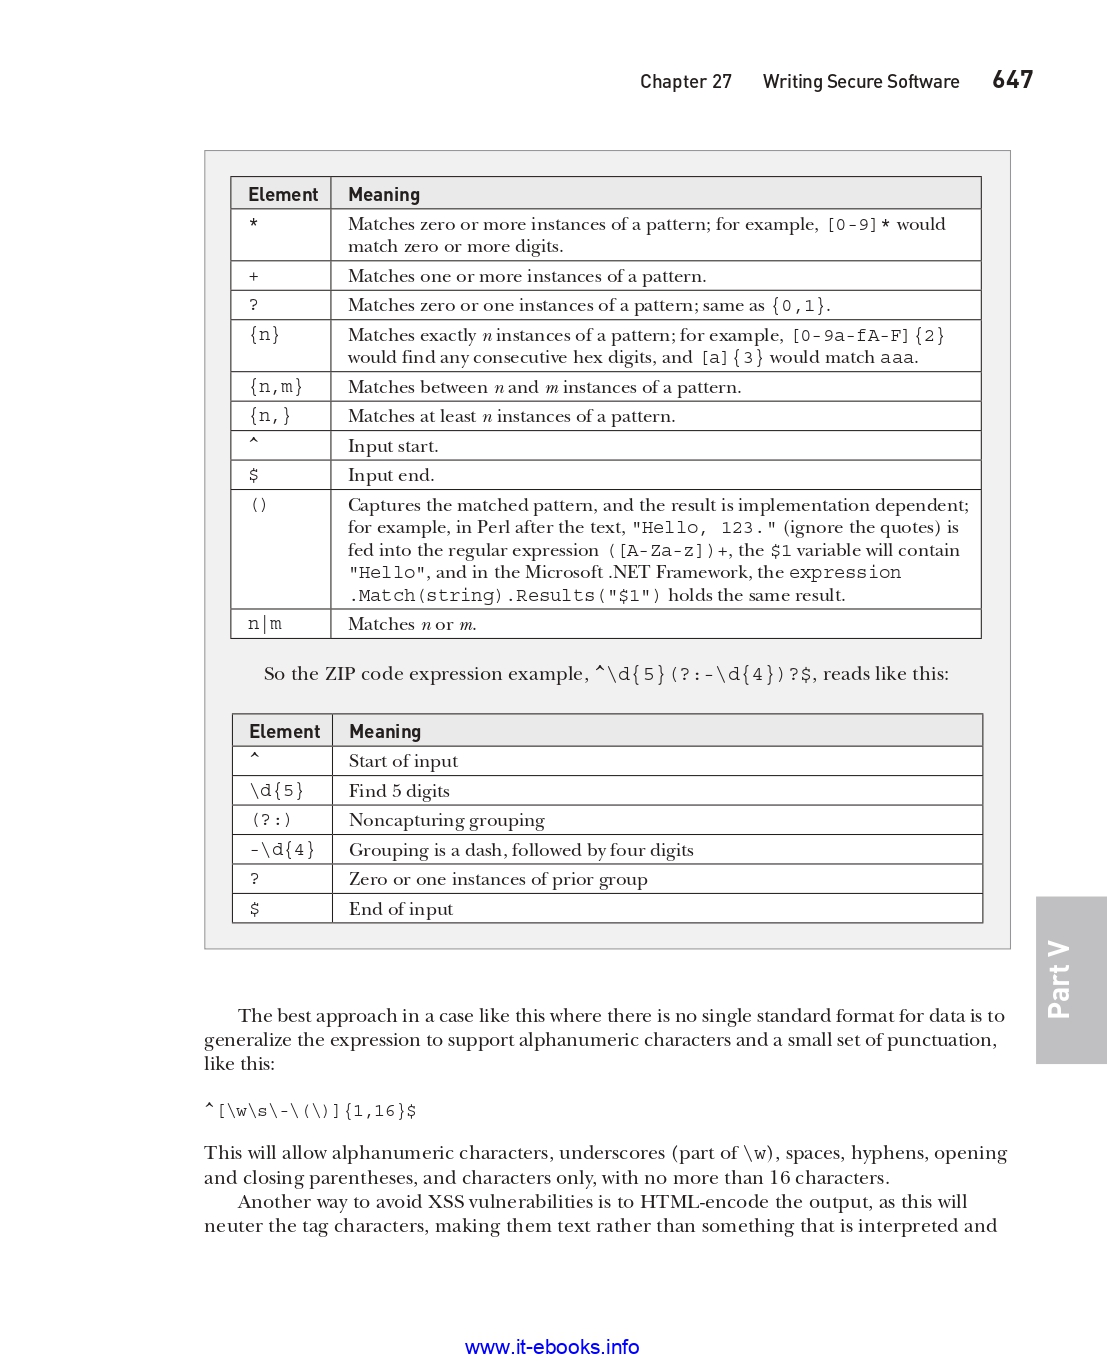 Chapter 27 Writing Secure Software 647
Element Meaning
* Matches zero or more instances of a pattern; for example, [0-9]* would
match zero or more digits.
+ Matches one or more instances of a pattern.
? Matches zero or one instances of a pattern; same as {0,1}.
{n} Matches exactly n instances of a pattern; for example, [0-9a-fA-F]{2}
would find any consecutive hex digits, and [a]{3} would match aaa.
{n,m} Matches between n and m instances of a pattern.
{n,} Matches at least n instances of a pattern.
^ Input start.
$ Input end.
() Captures the matched pattern, and the result is implementation dependent;
for example, in Perl after the text, "Hello, 123." (ignore the quotes) is
fed into the regular expression ([A-Za-z])+, the $1 variable will contain
"Hello", and in the Microsoft .NET Framework, the expression
.Match(string).Results("$1") holds the same result.
n|m Matches n or m.
So the ZIP code expression example, ^\d{5}(?:-\d{4})?$, reads like this:
Element Meaning
^ Start of input
\d{5} Find 5 digits
(?:) Noncapturing grouping
-\d{4} Grouping is a dash, followed by four digits
? Zero or one instances of prior group
$ End of input
Part V
The best approach in a case like this where there is no single standard format for data is to
generalize the expression to support alphanumeric characters and a small set of punctuation,
like this:
^[\w\s\-\(\)]{1,16}$
This will allow alphanumeric characters, underscores (part of \w), spaces, hyphens, opening
and closing parentheses, and characters only, with no more than 16 characters.
Another way to avoid XSS vulnerabilities is to HTML-encode the output, as this will
neuter the tag characters, making them text rather than something that is interpreted and
www.it-ebooks.info